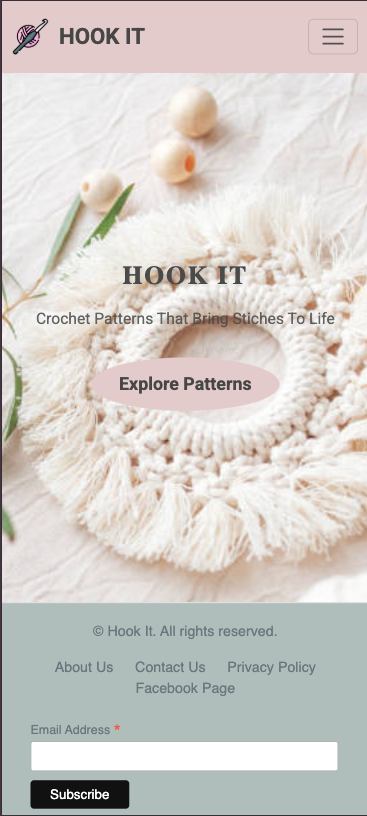 HOOK IT
HOOK IT
Crochet Patterns That Bring Stiches To Life
Explore Patterns
© Hook It. All rights reserved.
About Us Contact Us Privacy Policy
Facebook Page
Email Address *
Subscribe